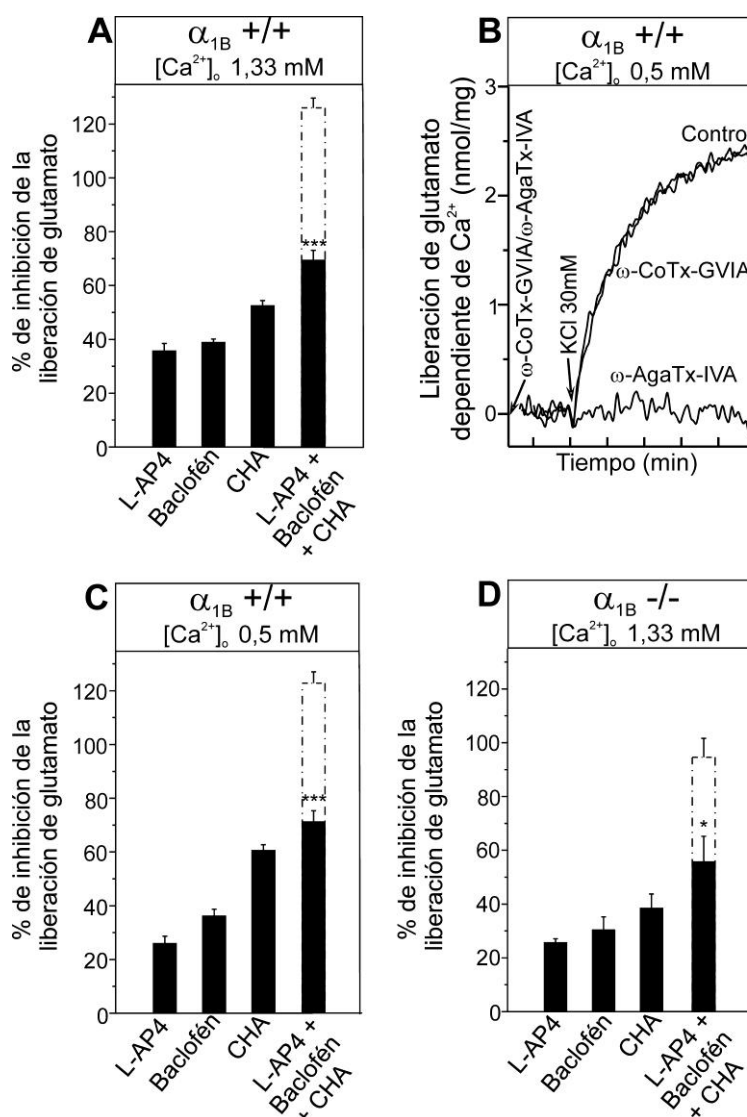 A
α1B +/+
[Ca2+]o 1,33 mM
% de inhibición de la
liberación de glutamato
120
100
80
60
40
20
0
***
L-AP4
Baclofén
CHA
L-AP4 +
Baclofén
+ CHA
B
α1B +/+
[Ca2+]o 0,5 mM
Liberación de glutamato
dependiente de Ca2+ (nmol/mg)
3
2
1
0
ω-CoTx-GVIA/ω-AgaTx-IVA
KCl 30mM
Contro
ω-CoTx-GVIA
ω-AgaTx-IVA
Tiempo (min)
C
α1B +/+
[Ca2+]o 0,5 mM
% de inhibición de la
liberación de glutamato
120
100
80
60
40
20
0
***
L-AP4
Baclofén
CHA
L-AP4 +
Baclofén
+ CHA
D
α1B -/-
[Ca2+]o 1,33 mM
% de inhibición de la
liberación de glutamato
120
100
80
60
40
20
0
*
L-AP4
Baclofén
CHA
L-AP4 +
Baclofén
+ CHA